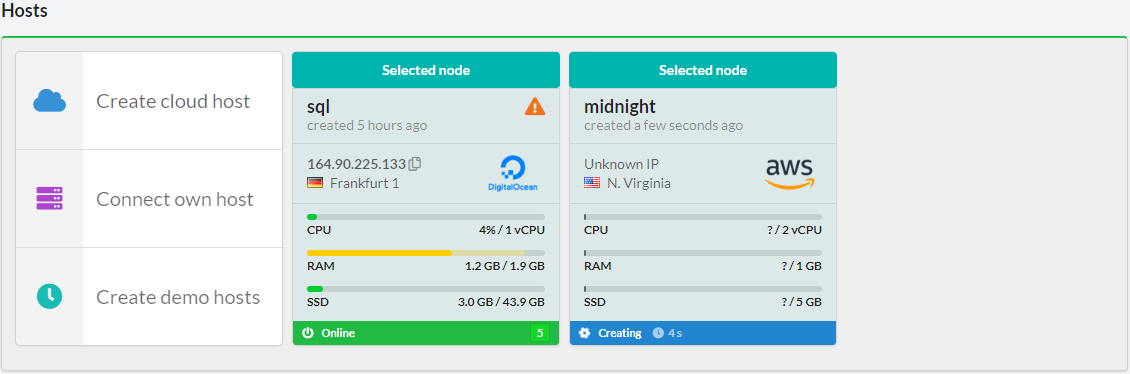 Hosts
Create cloud host
Connect own host
Create demo hosts
Selected node
sql
created 5 hours ago
164.90.225.133
Frankfurt 1
DigitalOcean
CPU 4% / 1 vCPU
RAM 1.2 GB / 1.9 GB
SSD 3.0 GB / 43.9 GB
Online 5
Selected node
midnight
created a few seconds ago
Unknown IP
N. Virginia
aws
CPU ? / 2 vCPU
RAM ? / 1 GB
SSD ? / 5 GB
Creating 4 s